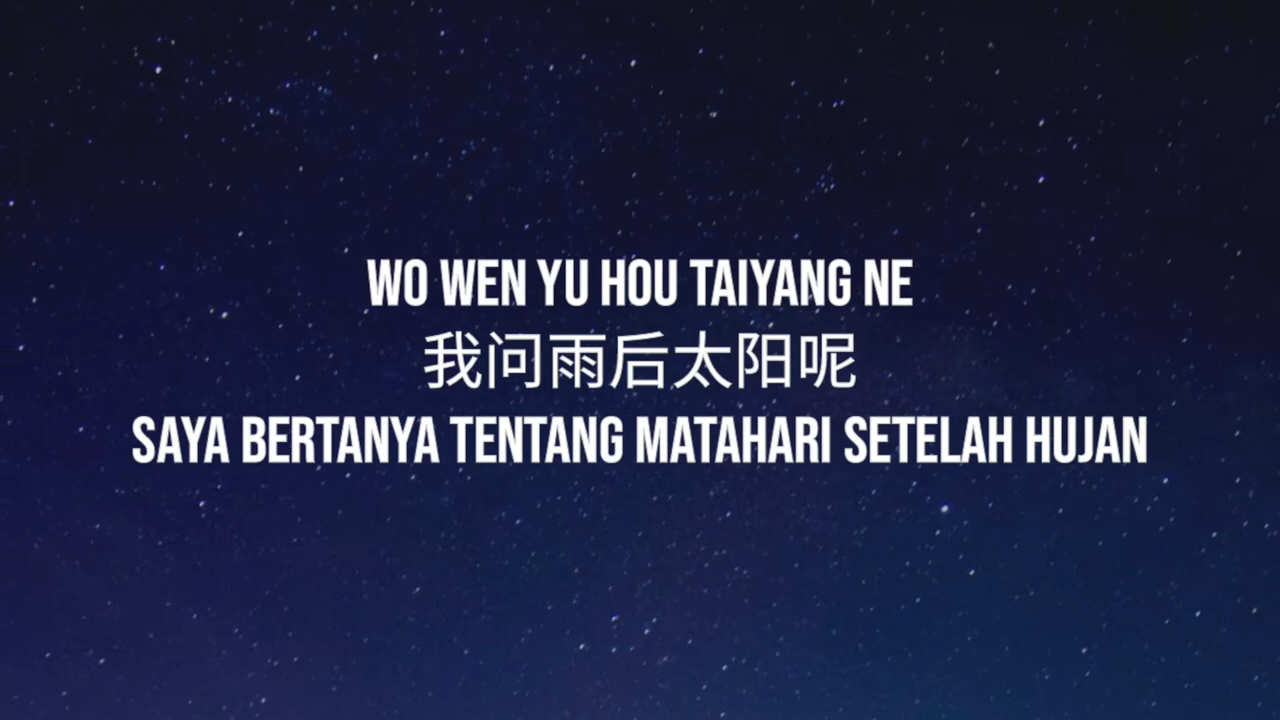 WO WEN YU HOU TAIYANG NE
我问雨后太阳呢
SAYA BERTANYA TENTANG MATAHARI SETELAH HUJAN